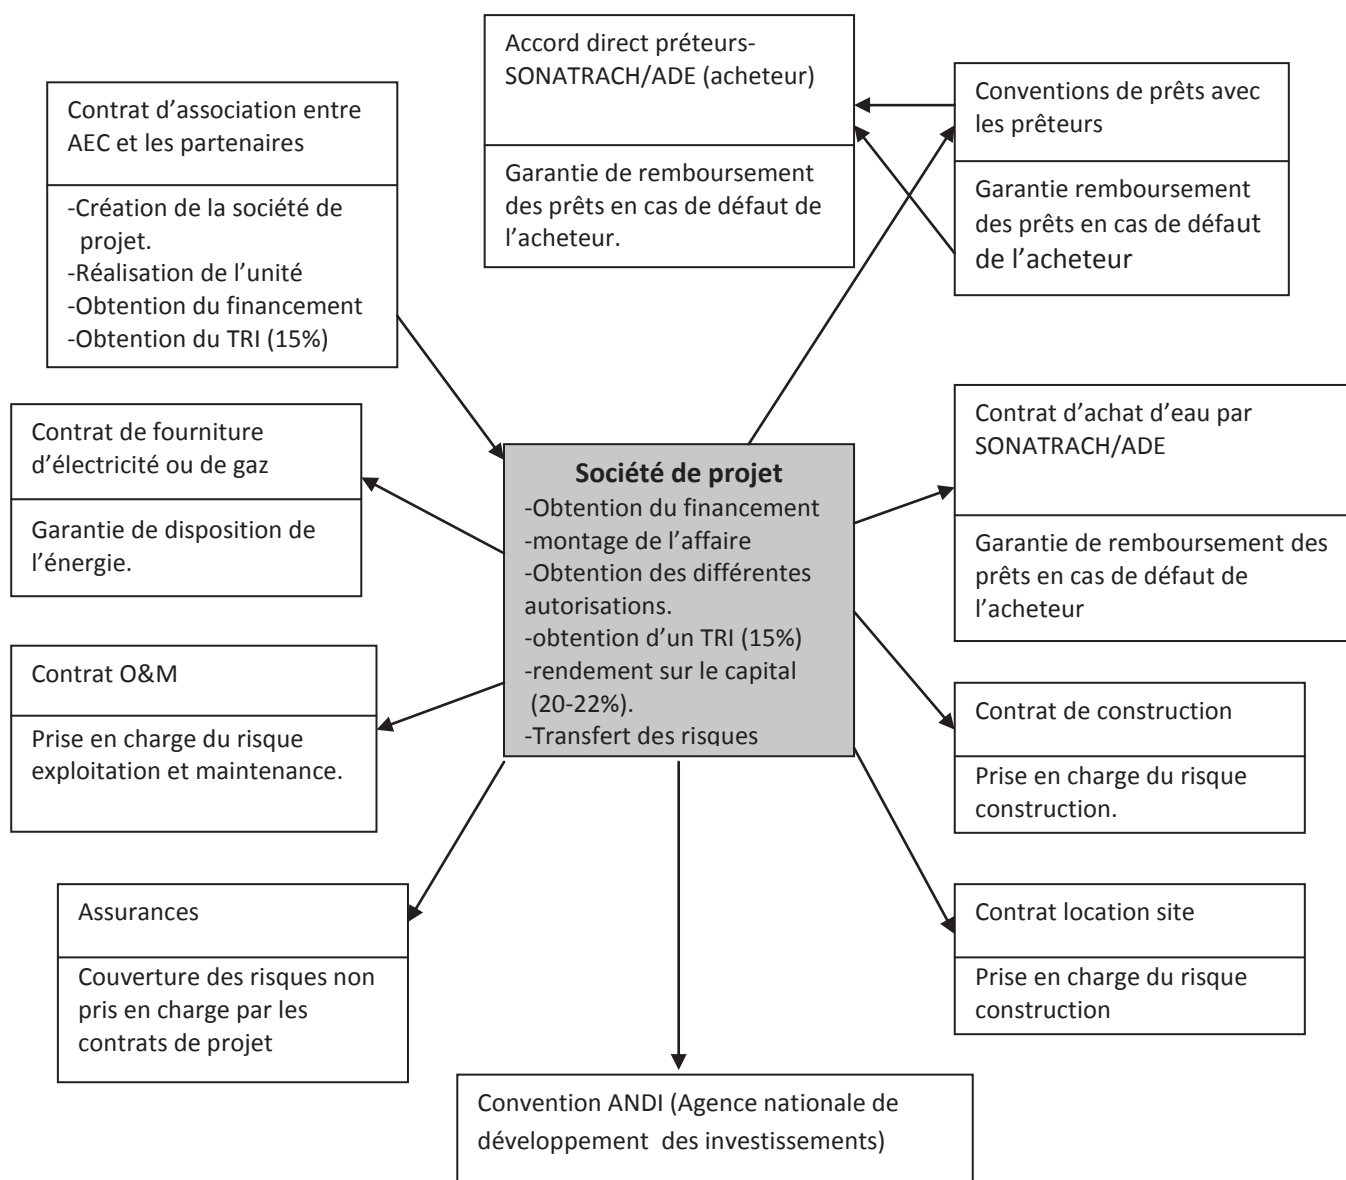 Accord direct préteurs-
SONATRACH/ADE (acheteur)
Garantie de remboursement
des prêts en cas de défaut de
l’acheteur.
Conventions de prêts avec
les prêteurs
Garantie remboursement
des prêts en cas de défaut
de l’acheteur
Contrat d’association entre
AEC et les partenaires
-Création de la société de
projet.
-Réalisation de l’unité
-Obtention du financement
-Obtention du TRI (15%)
Contrat de fourniture
d’électricité ou de gaz
Garantie de disposition de
l’énergie.
Société de projet
-Obtention du financement
-montage de l’affaire
-Obtention des différentes
autorisations.
-obtention d’un TRI (15%)
-rendement sur le capital
(20-22%).
-Transfert des risques
Contrat d’achat d’eau par
SONATRACH/ADE
Garantie de remboursement des
prêts en cas de défaut de
l’acheteur
Contrat O&M
Prise en charge du risque
exploitation et maintenance.
Contrat de construction
Prise en charge du risque
construction.
Assurances
Couverture des risques non
pris en charge par les
contrats de projet
Contrat location site
Prise en charge du risque
construction
Convention ANDI (Agence nationale de
développement des investissements)